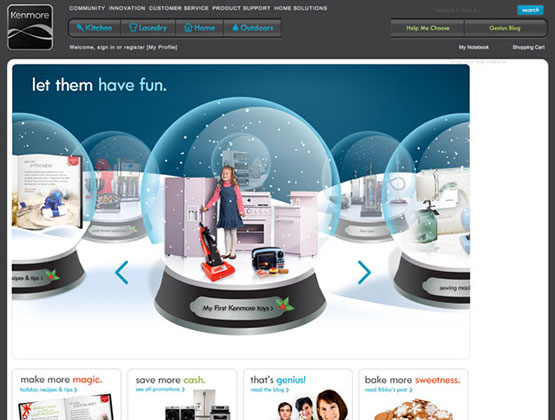 Kenmore
COMMUNITY INNOVATION CUSTOMER SERVICE PRODUCT SUPPORT HOME SOLUTIONS
search
Kitchen Laundry Home Outdoors
Help Me Choose Genius Blog
Welcome, sign in or register [My Profile]
My Notebook Shopping Cart
let them have fun.
recipes & tips >
My First Kenmore toys >
sewing mac
make more magic.
holiday recipes & tips >
save more cash.
see all promotions >
that's genius!
read the blog >
bake more sweetness.
read Bibby's post >